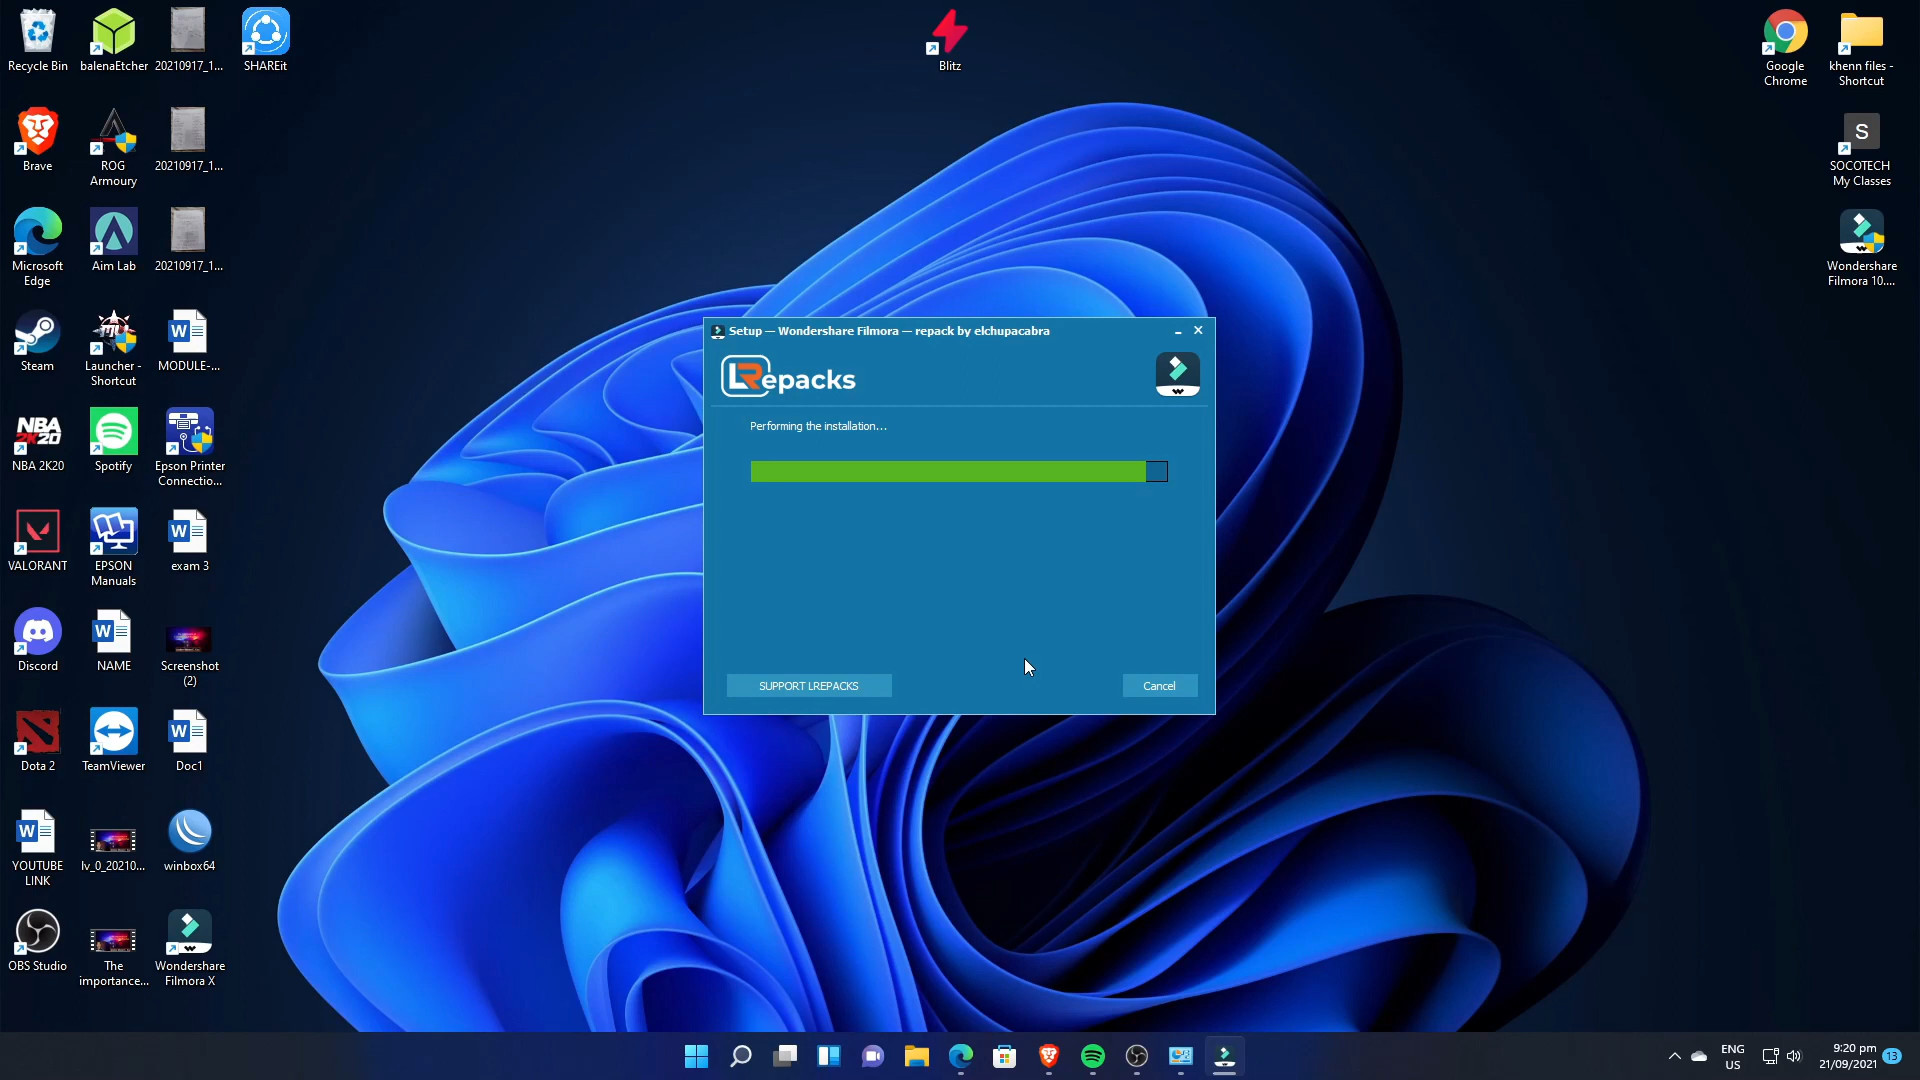 Recycle Bin
balenaEtcher
20210917_1...
SHAREit
Blitz
Google
Chrome
khenn files -
Shortcut
Brave
ROG
Armoury
20210917_1...
S
SOCOTECH
My Classes
Microsoft
Edge
Aim Lab
20210917_1...
Wondershare
Filmora 10....
Steam
Launcher -
Shortcut
MODULE-...
Setup — Wondershare Filmora — repack by elchupacabra
LRepacks
Performing the installation...
SUPPORT LREPACKS
Cancel
NBA
2K20
NBA 2K20
Spotify
Epson Printer
Connectio...
VALORANT
EPSON
Manuals
exam 3
Discord
NAME
Screenshot
(2)
Dota 2
TeamViewer
Doc1
YOUTUBE
LINK
lv_0_20210...
winbox64
OBS Studio
The
importance...
Wondershare
Filmora X
ENG
US
9:20 pm
21/09/2021
13